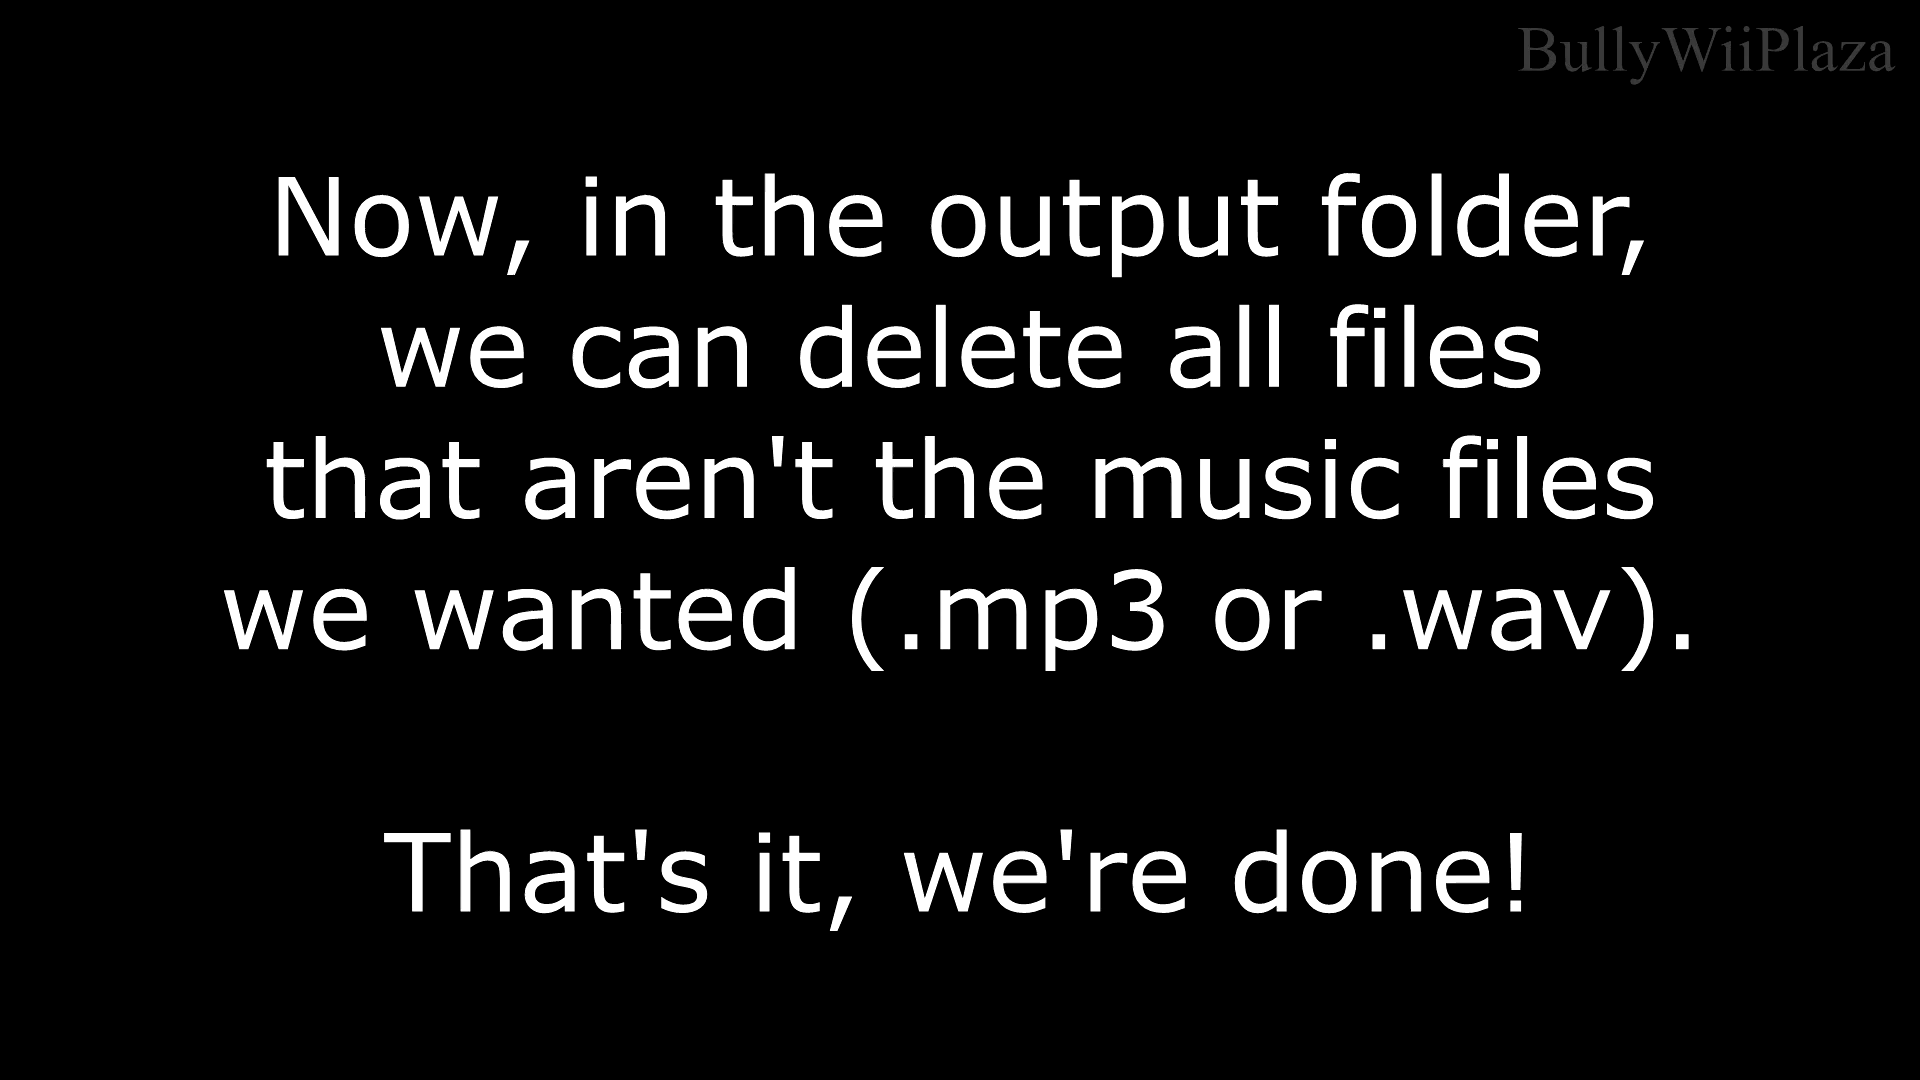 BullyWiiPlaza
Now, in the output folder,
we can delete all files
that aren't the music files
we wanted (.mp3 or .wav).
That's it, we're done!